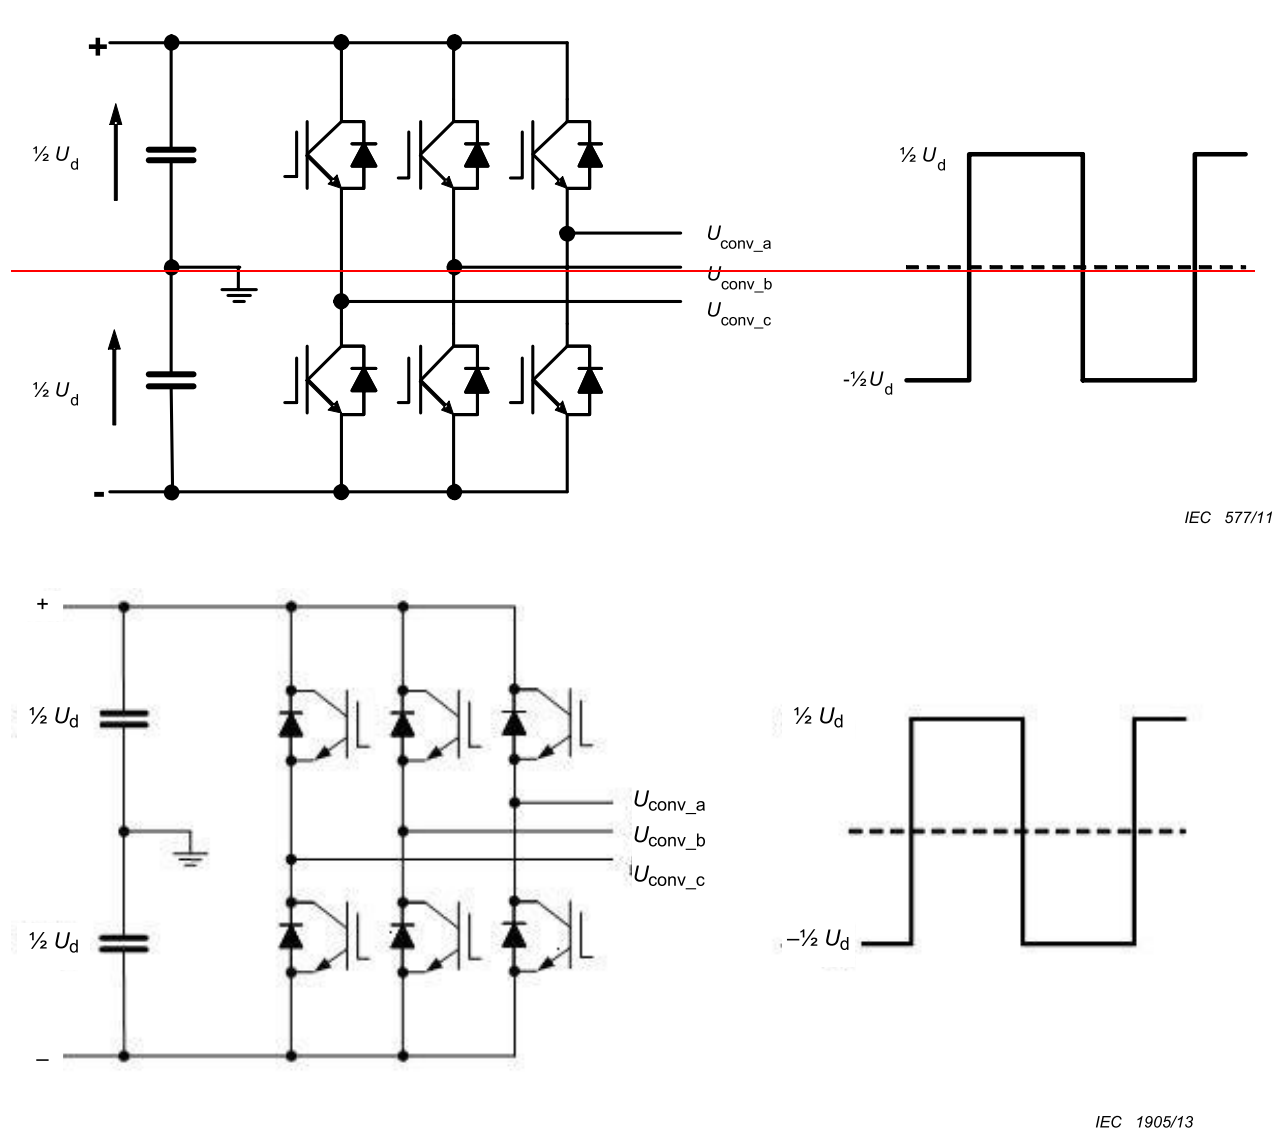 +
½ Ud
½ Ud
Uconv_a
Uconv_b
Uconv_c
½ Ud
-½ Ud
-
IEC 577/11
+
½ Ud
½ Ud
Uconv_a
Uconv_b
Uconv_c
½ Ud
–½ Ud
–
IEC 1905/13